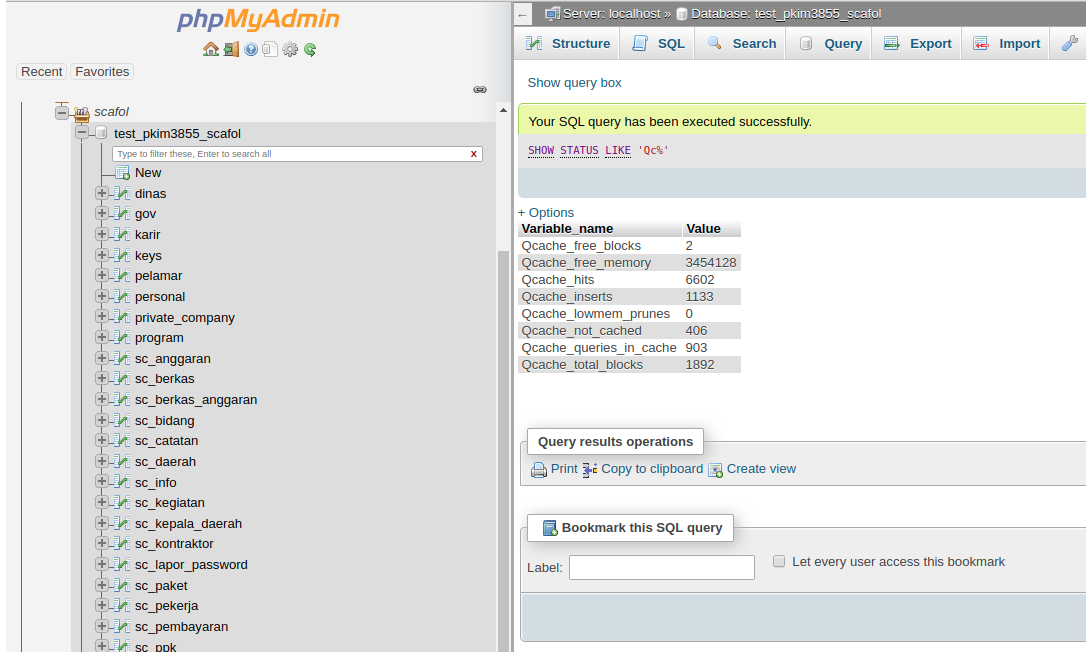 phpMyAdmin
Recent Favorites
scafol
test_pkim3855_scafol
Type to filter these, Enter to search all X
New
dinas
gov
karir
keys
pelamar
personal
private_company
program
sc_anggaran
sc_berkas
sc_berkas_anggaran
sc_bidang
sc_catatan
sc_daerah
sc_info
sc_kegiatan
sc_kepala_daerah
sc_kontraktor
sc_lapor_password
sc_paket
sc_pekerja
sc_pembayaran
sc_ppk
← Server: localhost » Database: test_pkim3855_scafol
Structure SQL Search Query Export Import
Show query box
Your SQL query has been executed successfully.
SHOW STATUS LIKE 'Qc%'
+ Options
Variable_name Value
Qcache_free_blocks 2
Qcache_free_memory 3454128
Qcache_hits 6602
Qcache_inserts 1133
Qcache_lowmem_prunes 0
Qcache_not_cached 406
Qcache_queries_in_cache 903
Qcache_total_blocks 1892
Query results operations
Print Copy to clipboard Create view
Bookmark this SQL query
Label: Let every user access this bookmark